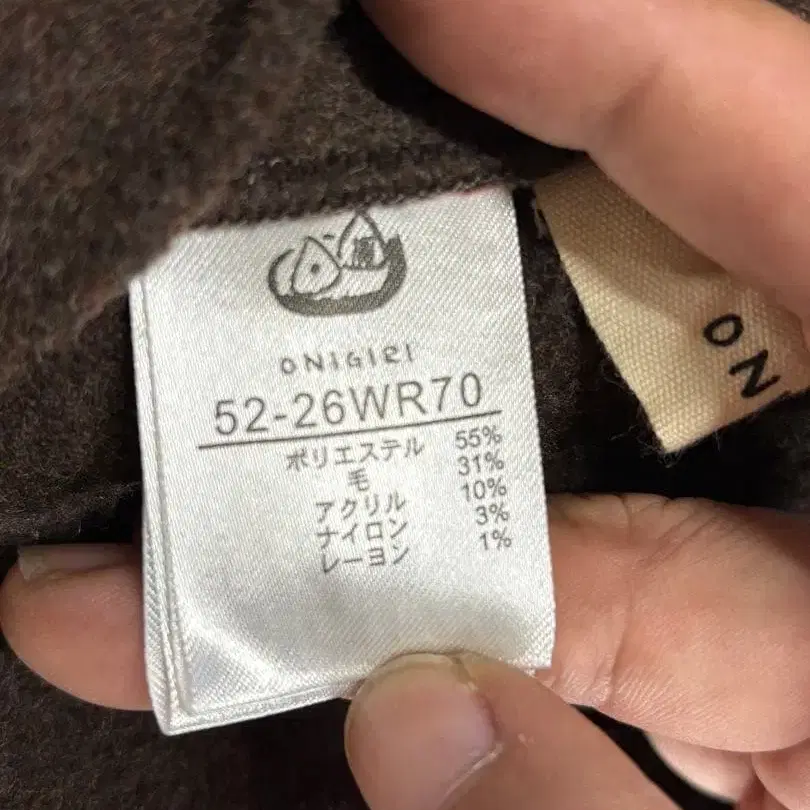 ONIGIRI
52-26WR70
ポリエステル 55%
毛 31%
アクリル 10%
ナイロン 3%
レーヨン 1%
ON